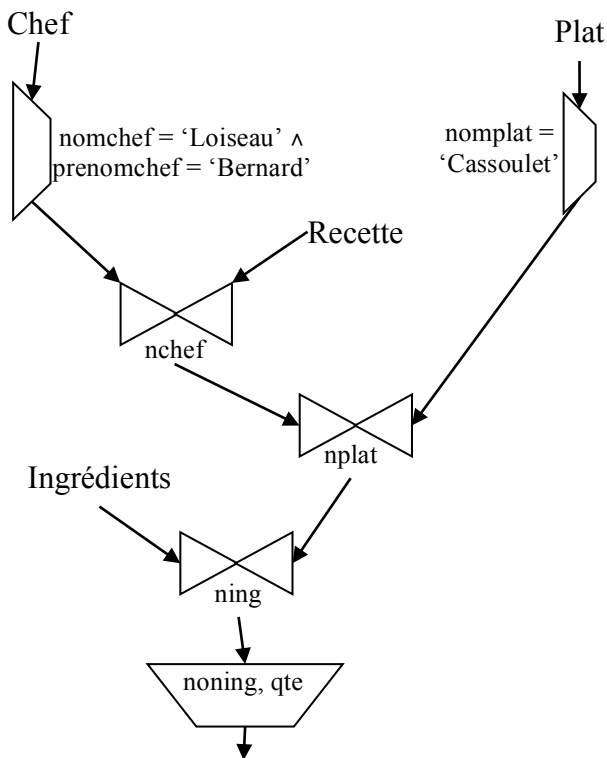 Chef
Plat
nomchef = ‘Loiseau’ ∧
prenomchef = ‘Bernard’
nomplat =
‘Cassoulet’
Recette
nchef
nplat
Ingrédients
ning
noning, qte